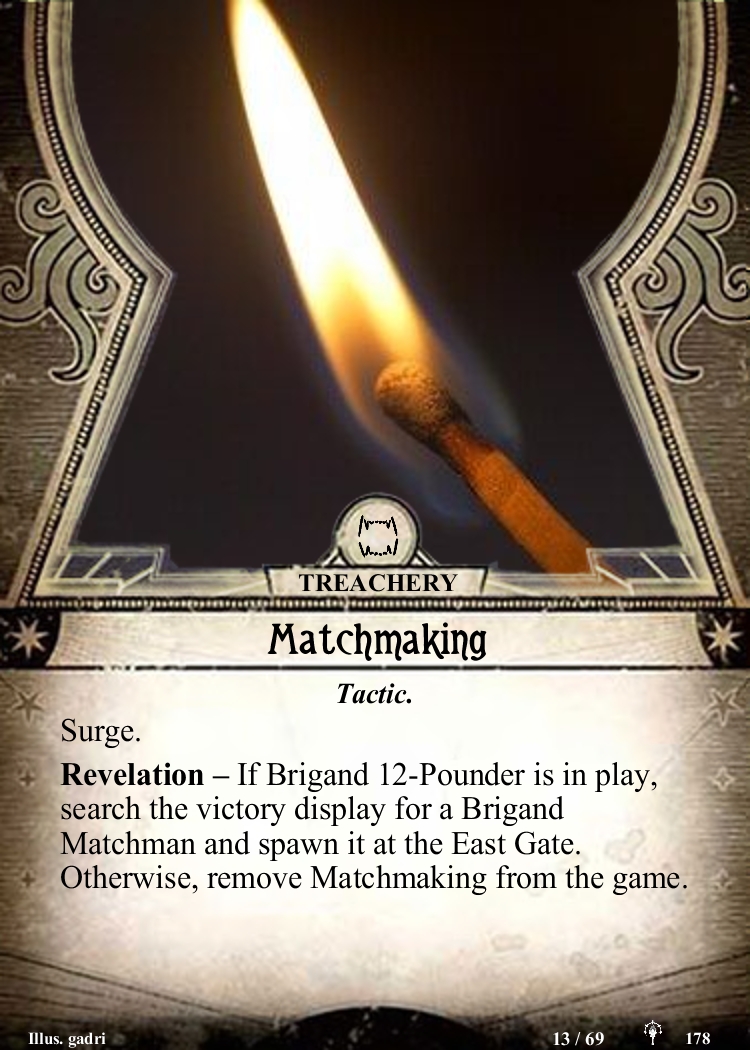 TREACHERY
Matchmaking
Tactic.
Surge.
Revelation – If Brigand 12-Pounder is in play,
search the victory display for a Brigand
Matchman and spawn it at the East Gate.
Otherwise, remove Matchmaking from the game.
Illus. gadri 13 / 69 178